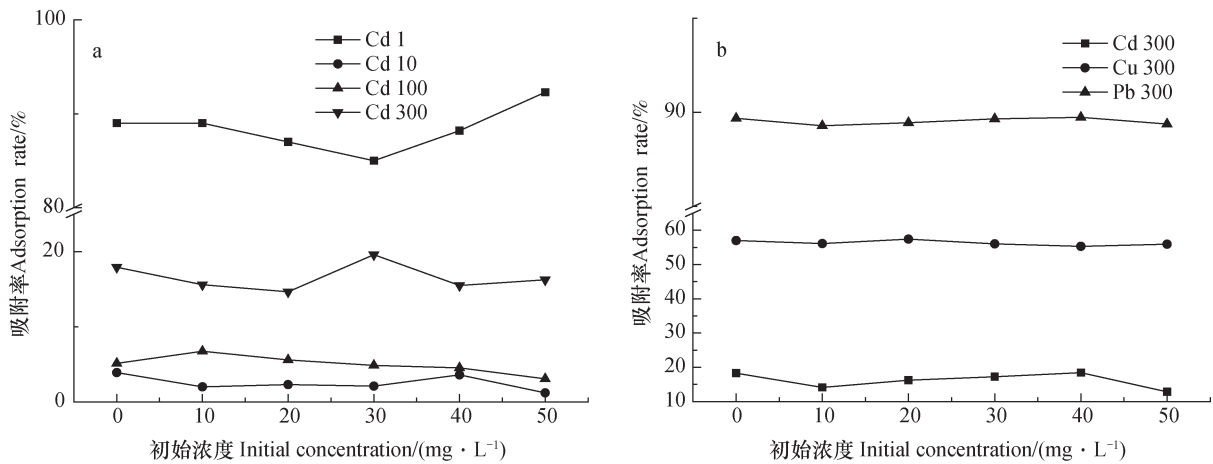 a
Cd 1
Cd 10
Cd 100
Cd 300
100
80
20
0
吸附率Adsorption rate/%
0 10 20 30 40 50
初始浓度 Initial concentration/(mg · L⁻¹)
b
Cd 300
Cu 300
Pb 300
90
60
50
40
30
20
10
吸附率Adsorption rate/%
0 10 20 30 40 50
初始浓度 Initial concentration/(mg · L⁻¹)